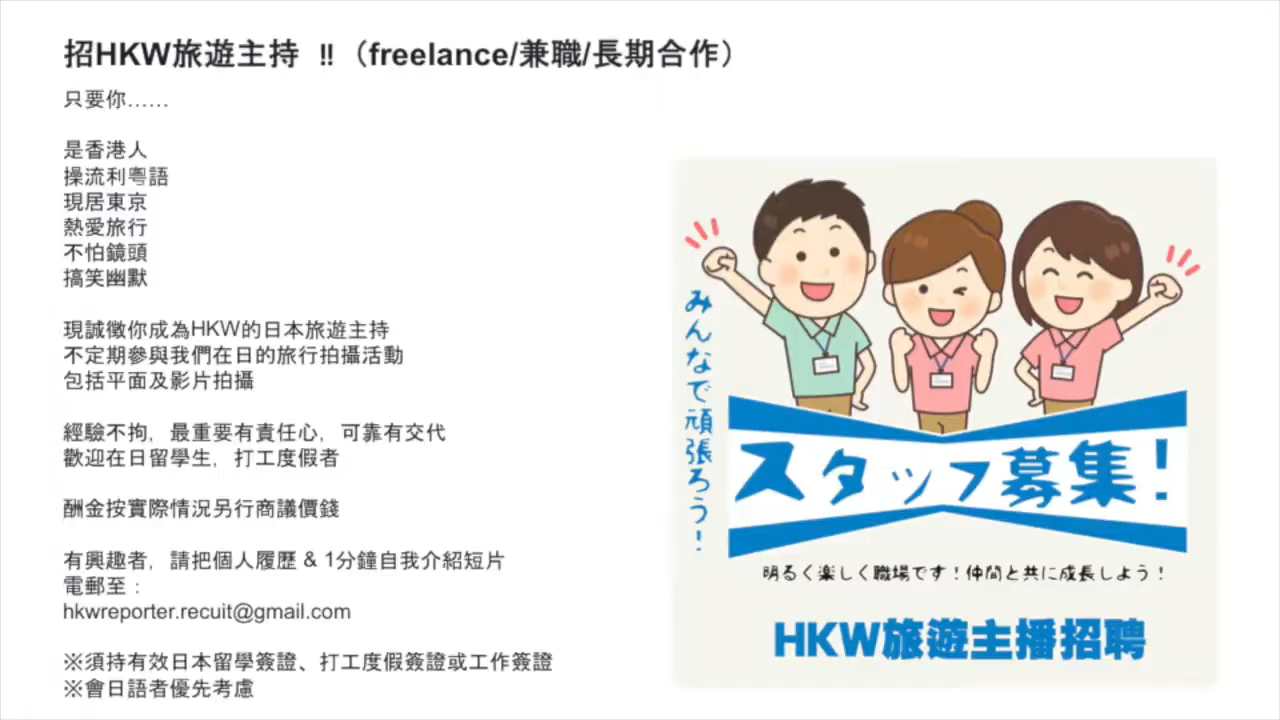 招HKW旅遊主持 ‼（freelance/兼職/長期合作）
只要你……
是香港人
操流利粵語
現居東京
熱愛旅行
不怕鏡頭
搞笑幽默
現誠徵你成為HKW的日本旅遊主持
不定期參與我們在日的旅行拍攝活動
包括平面及影片拍攝
經驗不拘，最重要有責任心，可靠有交代
歡迎在日留學生，打工度假者
酬金按實際情況另行商議價錢
有興趣者，請把個人履歷 & 1分鐘自我介紹短片
電郵至：
hkwreporter.recuit@gmail.com
※須持有效日本留學簽證、打工度假簽證或工作簽證
※會日語者優先考慮
みんなで頑張ろう！
スタッフ募集！
明るく楽しく職場です！仲間と共に成長しよう！
HKW旅遊主播招聘